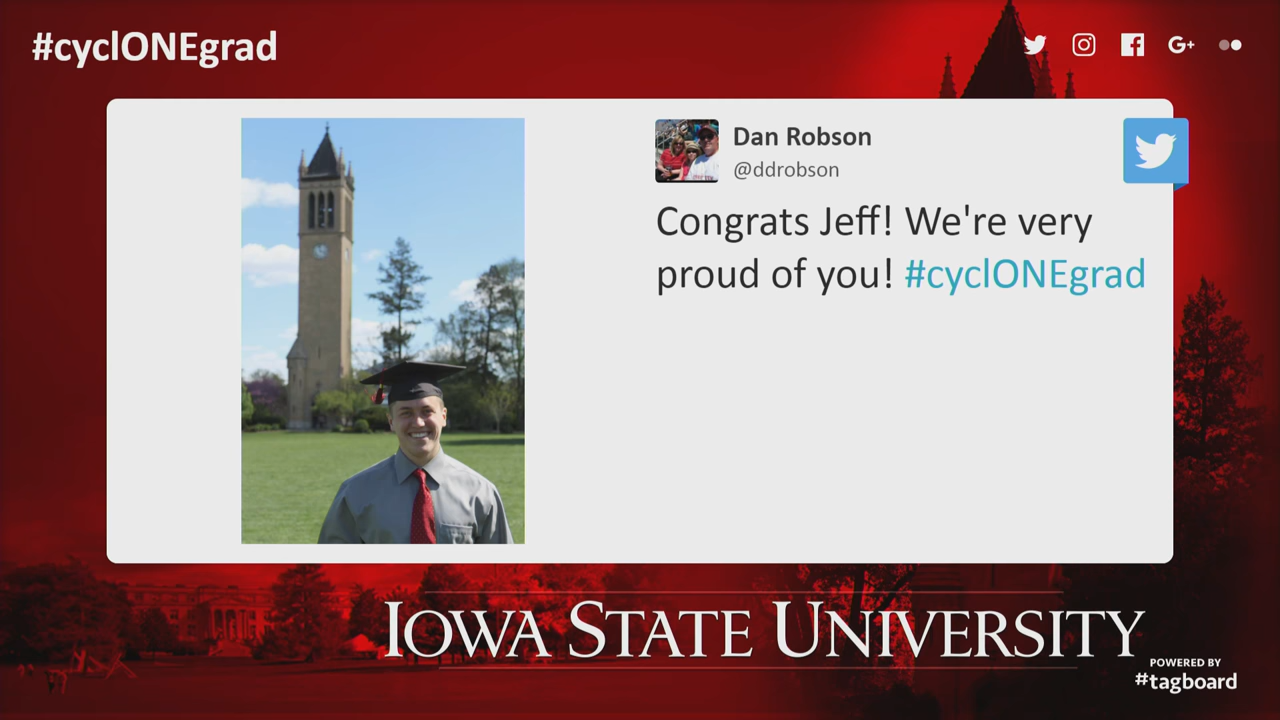 #cyclONEgrad
Dan Robson
@ddrobson
Congrats Jeff! We're very
proud of you! #cyclONEgrad
IOWA STATE UNIVERSITY
POWERED BY
#tagboard